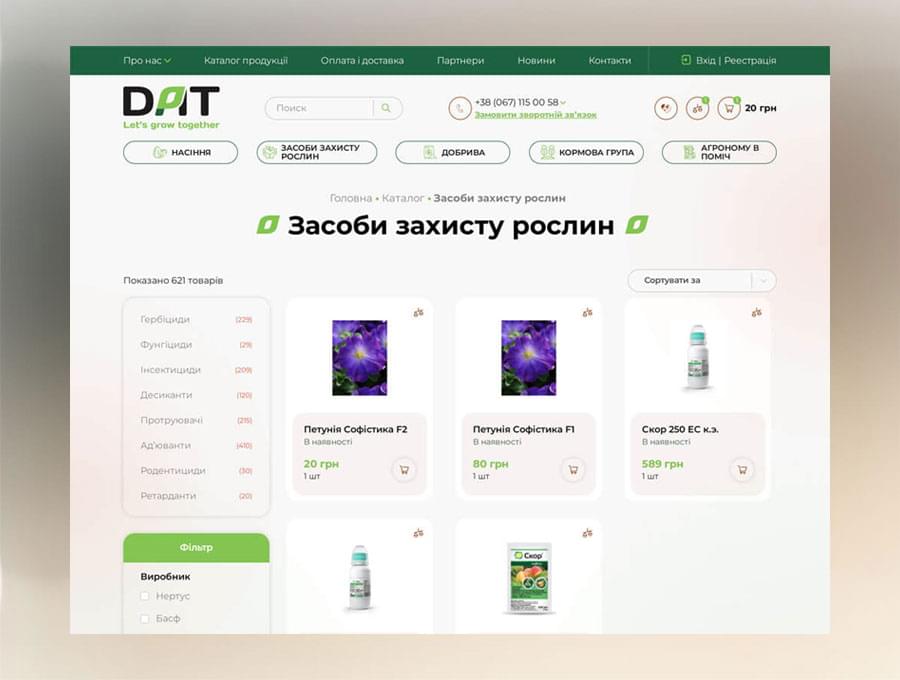 Про нас
Каталог продукції
Оплата і доставка
Партнери
Новини
Контакти
Вхід | Реестрація
DAIT
Let's grow together
Поиск
+38 (067) 115 00 58
Замовити зворотній зв'язок
1
1
20 грн
НАСІННЯ
ЗАСОБИ ЗАХИСТУ
РОСЛИН
ДОБРИВА
КОРМОВА ГРУПА
АГРОНОМУ В
ПОМІЧ
Головна • Каталог • Засоби захисту рослин
Засоби захисту рослин
Показано 621 товарів
Сортувати за
Гербіциди (229)
Фунгіциди (29)
Інсектициди (209)
Десиканти (120)
Протруювачі (215)
Ад'юванти (410)
Родентициди (30)
Ретарданти (20)
Фільтр
Виробник
Нертус
Басф
Петунія Софістика F2
В наявності
20 грн
1 шт
Петунія Софістика F1
В наявності
80 грн
1 шт
Скор 250 ЕС к.э.
В наявності
589 грн
1 шт
Скор